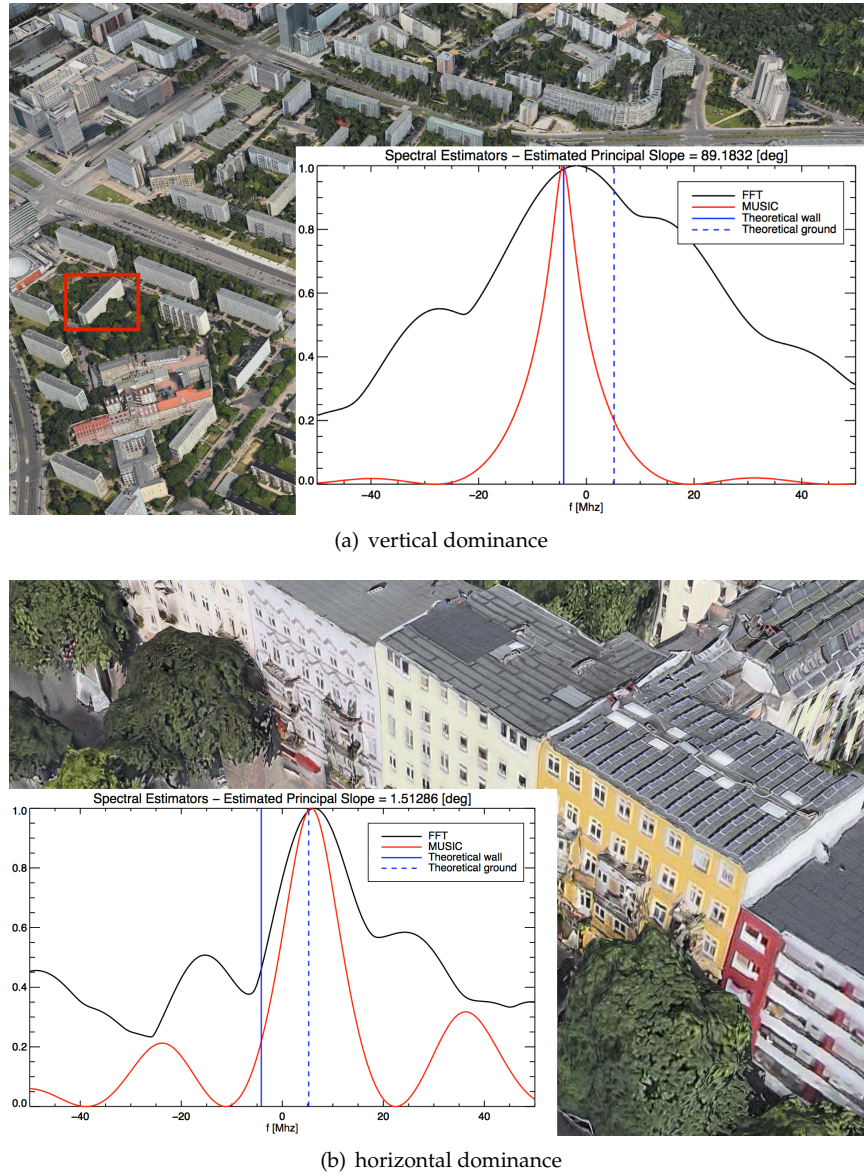 Spectral Estimators – Estimated Principal Slope = 89.1832 [deg]
1.0
0.8
0.6
0.4
0.2
0.0
FFT
MUSIC
Theoretical wall
Theoretical ground
−40 −20 0 20 40
f [Mhz]
(a) vertical dominance
Spectral Estimators – Estimated Principal Slope = 1.51286 [deg]
1.0
0.8
0.6
0.4
0.2
0.0
FFT
MUSIC
Theoretical wall
Theoretical ground
−40 −20 0 20 40
f [Mhz]
(b) horizontal dominance